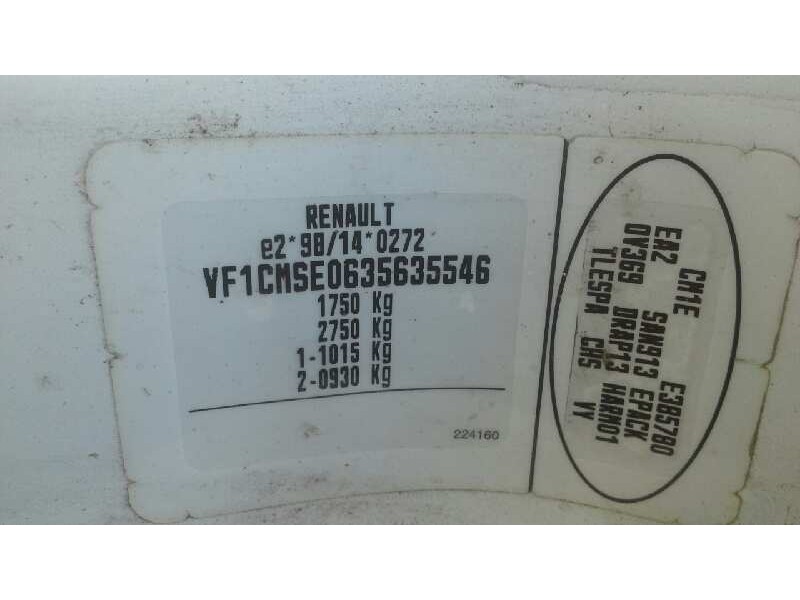 RENAULT
e2*98/14*0272
VF1CMSE0635635546
1750 Kg
2750 Kg
1-1015 Kg
2-0930 Kg
224160
CM1E E385780
EA2 SAN913 EPACK
OV369 DRAP13 HARM01
TLESPA CHS VY